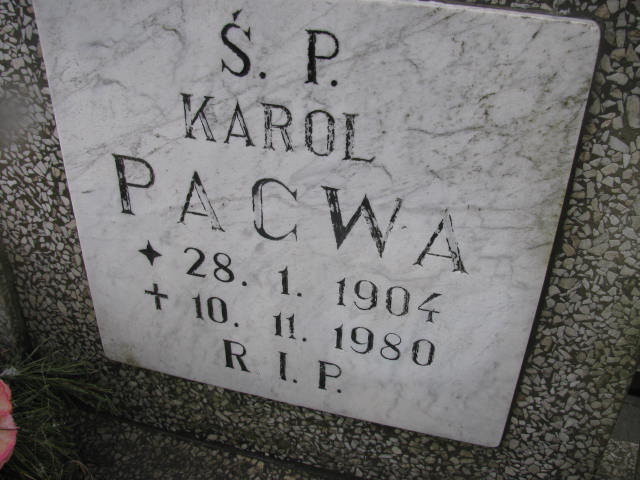 Ś. P.
KAROL
PACWA
✦ 28. 1. 1904
✝ 10. 11. 1980
R. I. P.